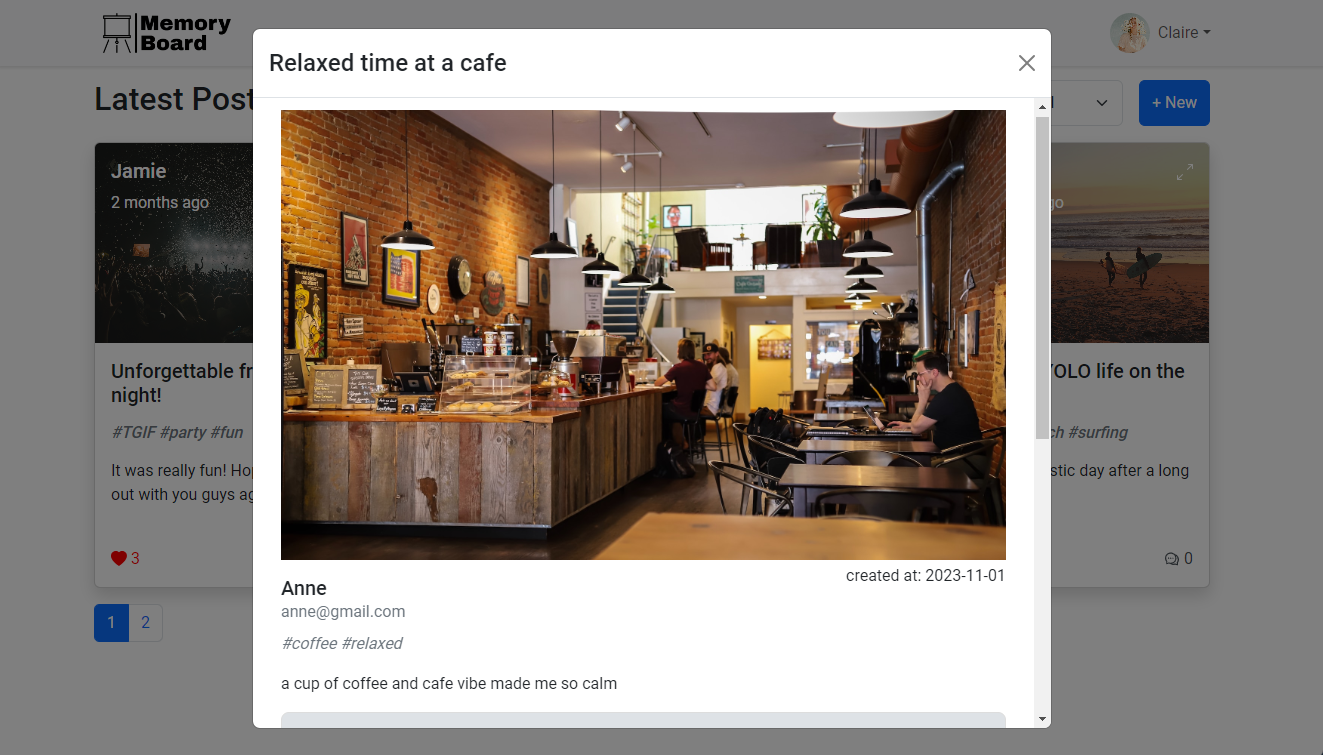 Memory
Board
Claire
Relaxed time at a cafe
Latest Post
+ New
Jamie
2 months ago
go
Unforgettable fr
night!
#TGIF #party #fun
It was really fun! Hop
out with you guys ag
3
YOLO life on the
ch #surfing
stic day after a long
0
Anne
created at: 2023-11-01
anne@gmail.com
#coffee #relaxed
a cup of coffee and cafe vibe made me so calm
1
2